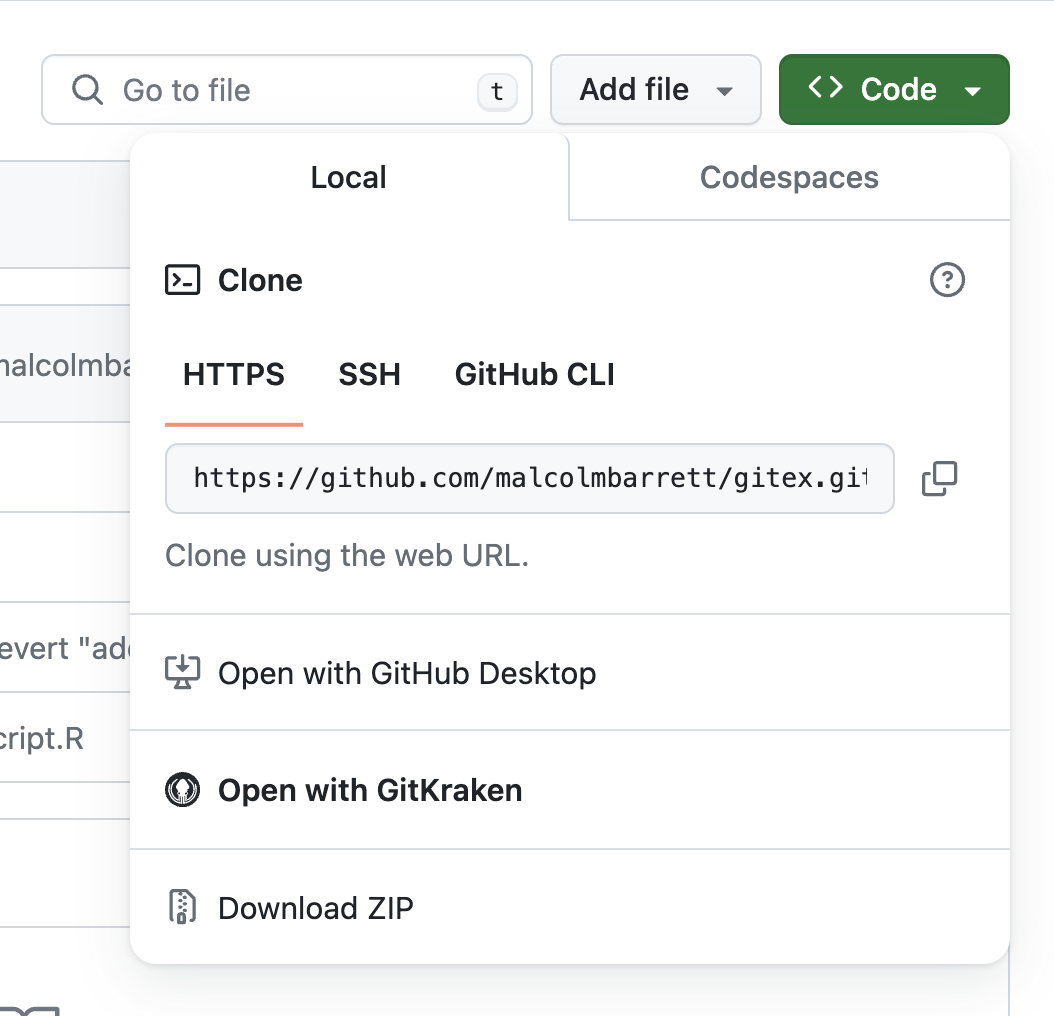 Go to file
t
Add file
Code
Local
Codespaces
Clone
HTTPS
SSH
GitHub CLI
https://github.com/malcolmbarrett/gitex.git
Clone using the web URL.
Open with GitHub Desktop
Open with GitKraken
Download ZIP
malcolmba
evert "ad
cript.R